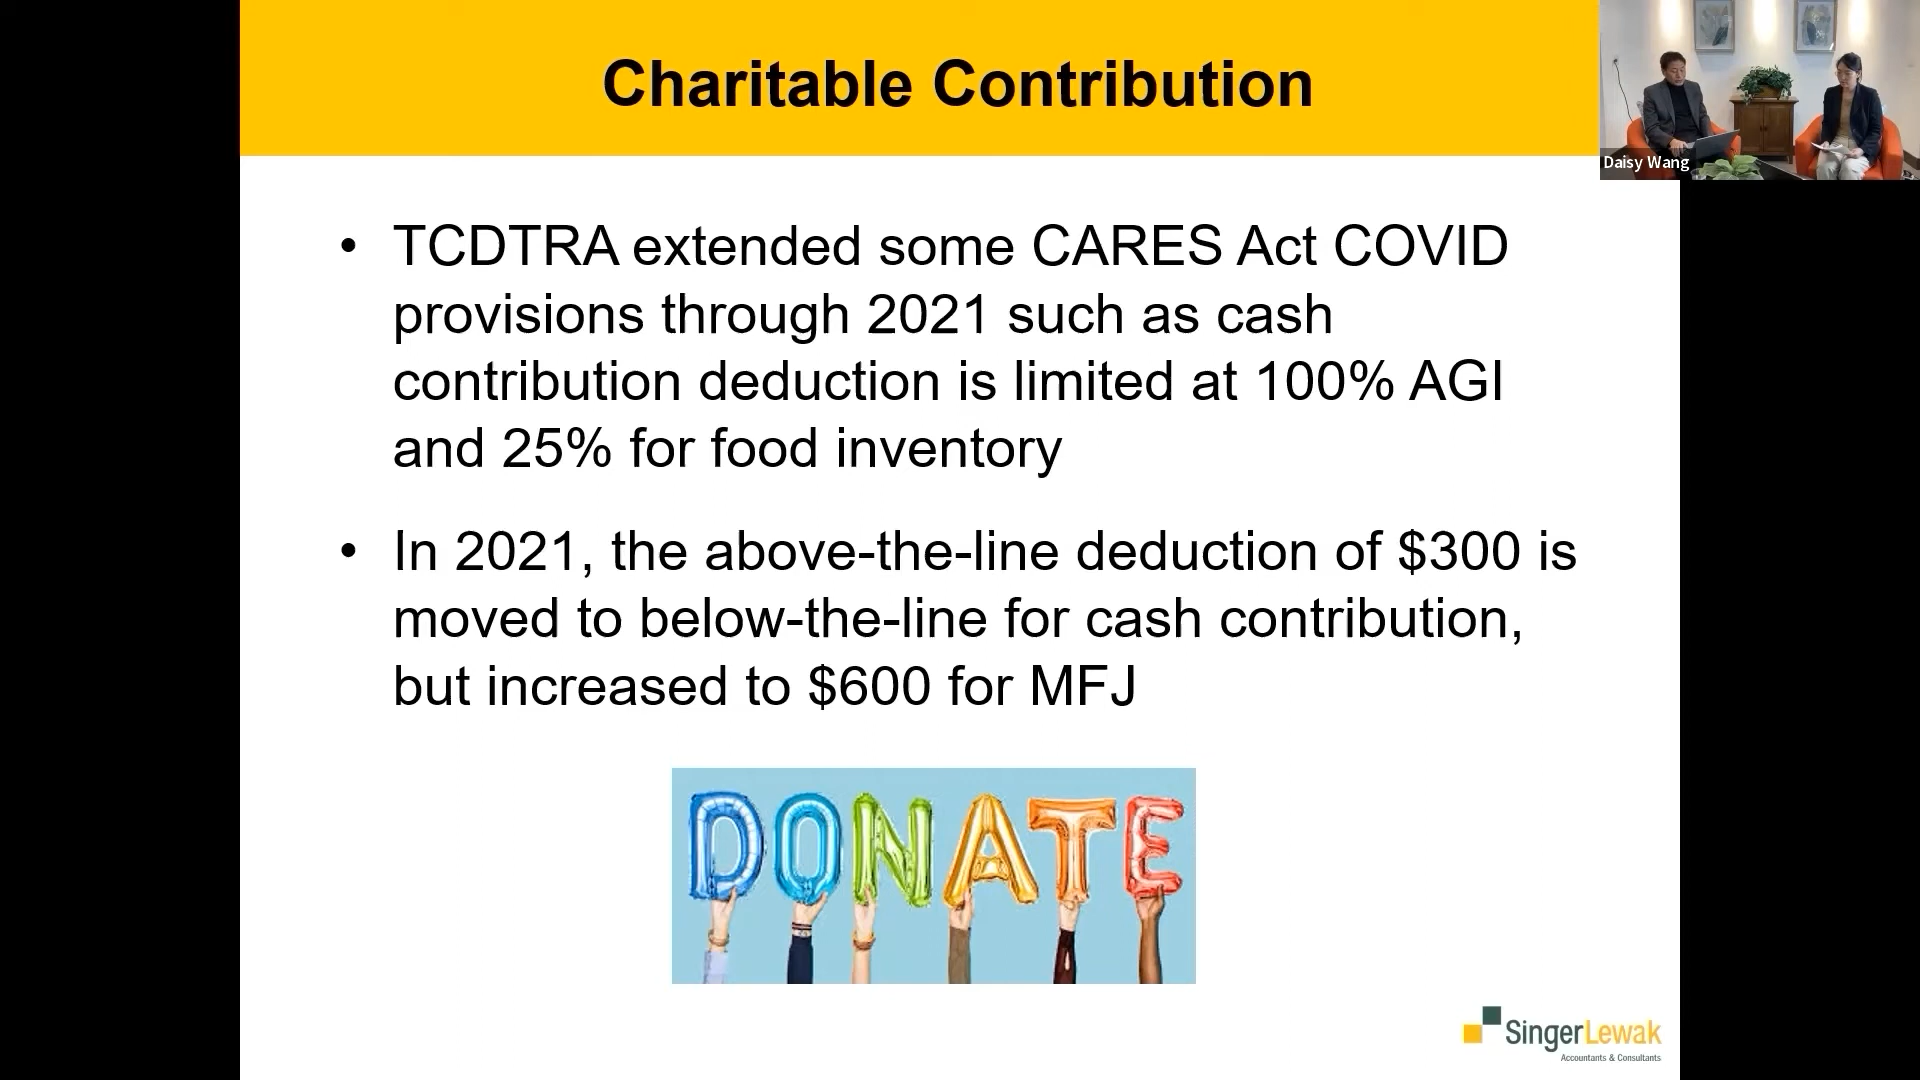 Charitable Contribution
Daisy Wang
• TCDTRA extended some CARES Act COVID
provisions through 2021 such as cash
contribution deduction is limited at 100% AGI
and 25% for food inventory
• In 2021, the above-the-line deduction of $300 is
moved to below-the-line for cash contribution,
but increased to $600 for MFJ
DONATE
SingerLewak
Accountants & Consultants